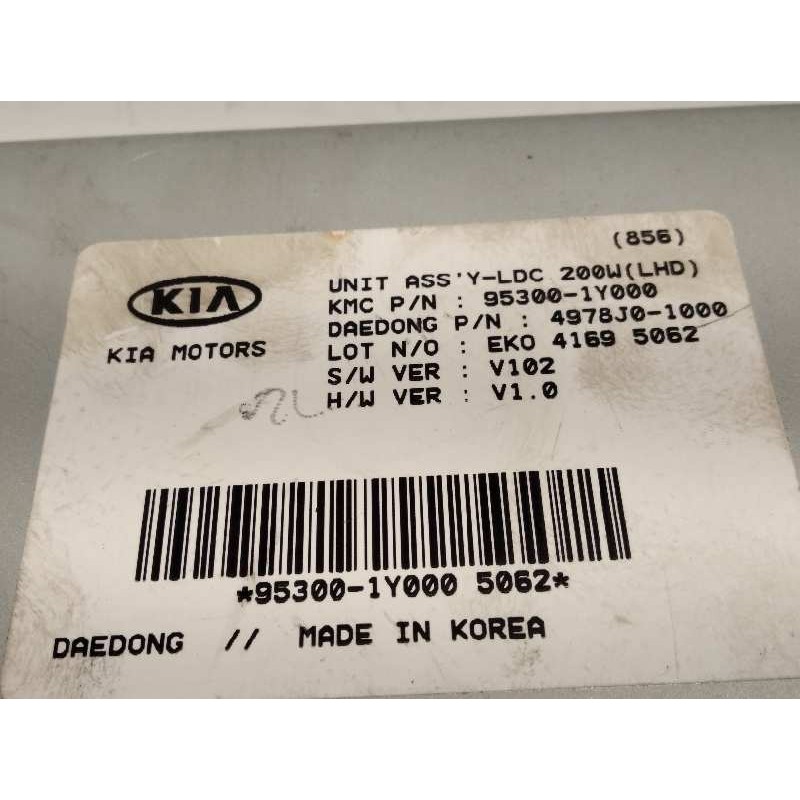 (856)
KIA
KIA MOTORS
UNIT ASS'Y-LDC 200W(LHD)
KMC P/N : 95300-1Y000
DAEDONG P/N : 4978J0-1000
LOT N/O : EKO 4169 5062
S/W VER : V102
H/W VER : V1.0
*95300-1Y000 5062*
DAEDONG // MADE IN KOREA